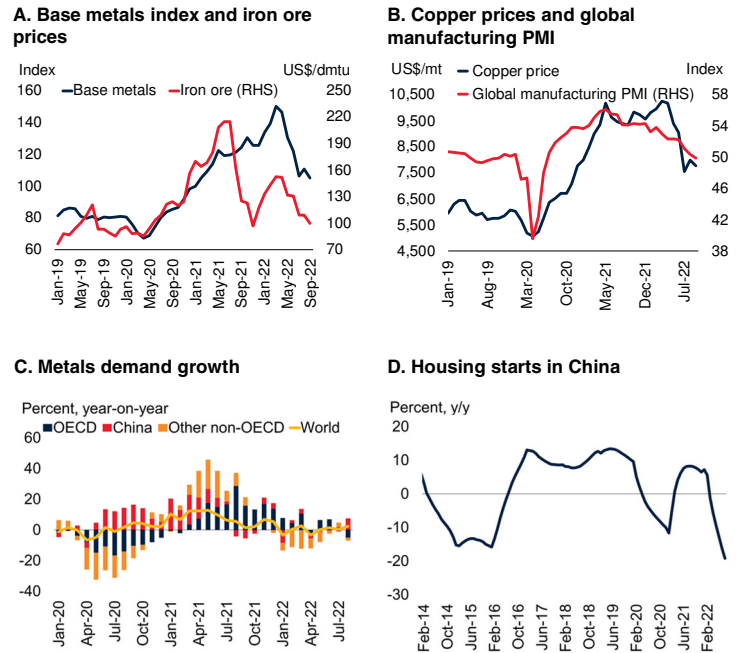 A. Base metals index and iron ore
prices
Index US$/dmtu
Base metals Iron ore (RHS)
160 250
140 220
190
120 160
100 130
80 100
60 70
Jan-19 May-19 Sep-19 Jan-20 May-20 Sep-20 Jan-21 May-21 Sep-21 Jan-22 May-22 Sep-22
B. Copper prices and global
manufacturing PMI
US$/mt Index
Copper price
Global manufacturing PMI (RHS)
10,500 58
9,500 54
8,500
7,500 50
6,500 46
5,500 42
4,500 38
Jan-19 Aug-19 Mar-20 Oct-20 May-21 Dec-21 Jul-22
C. Metals demand growth
Percent, year-on-year
OECD China Other non-OECD World
60
40
20
0
-20
-40
Jan-20 Apr-20 Jul-20 Oct-20 Jan-21 Apr-21 Jul-21 Oct-21 Jan-22 Apr-22 Jul-22
D. Housing starts in China
Percent, y/y
20
10
0
-10
-20
-30
Feb-14 Oct-14 Jun-15 Feb-16 Oct-16 Jun-17 Feb-18 Oct-18 Jun-19 Feb-20 Oct-20 Jun-21 Feb-22